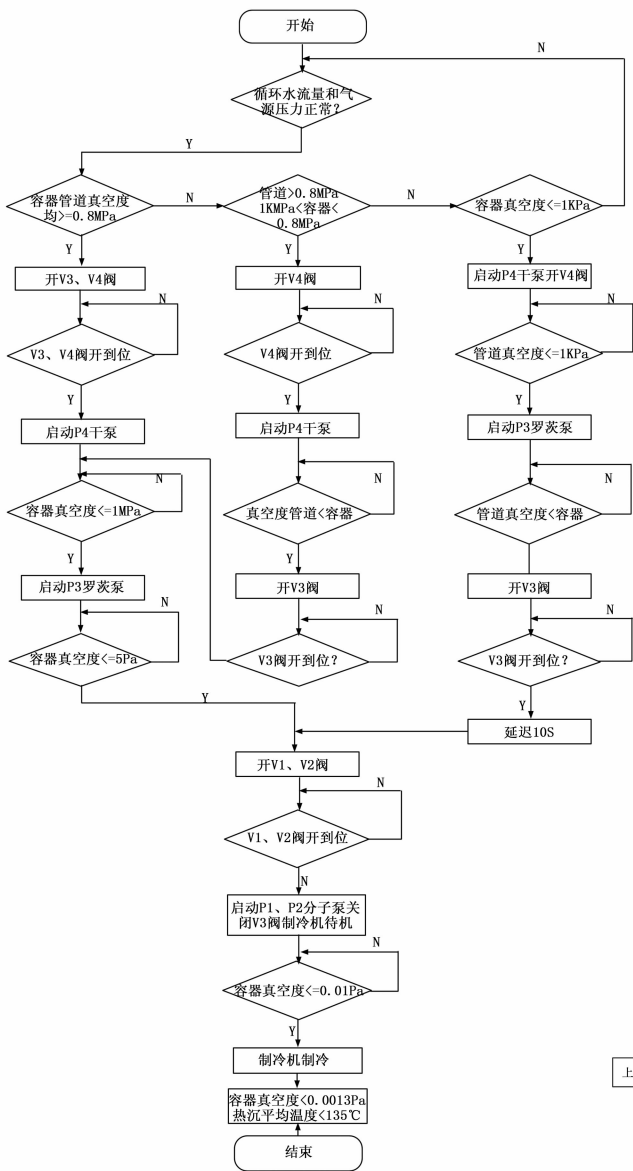 开始
N
循环水流量和气
源压力正常？
Y
容器管道真空度
均>=0.8MPa
N
管道>0.8MPa
1KMPa<容器<
0.8MPa
N
容器真空度<=1KPa
Y
Y
Y
开V3、V4阀
开V4阀
启动P4干泵开V4阀
N
N
N
V3、V4阀开到位
V4阀开到位
管道真空度<=1KPa
Y
Y
Y
启动P4干泵
启动P4干泵
启动P3罗茨泵
N
N
N
容器真空度<=1MPa
真空度管道<容器
管道真空度<容器
Y
Y
启动P3罗茨泵
开V3阀
开V3阀
N
N
N
容器真空度<=5Pa
V3阀开到位？
V3阀开到位？
Y
Y
延迟10S
开V1、V2阀
N
V1、V2阀开到位
N
启动P1、P2分子泵关
闭V3阀制冷机待机
N
容器真空度<=0.01Pa
Y
制冷机制冷
上
容器真空度<0.0013Pa
热沉平均温度<135℃
结束